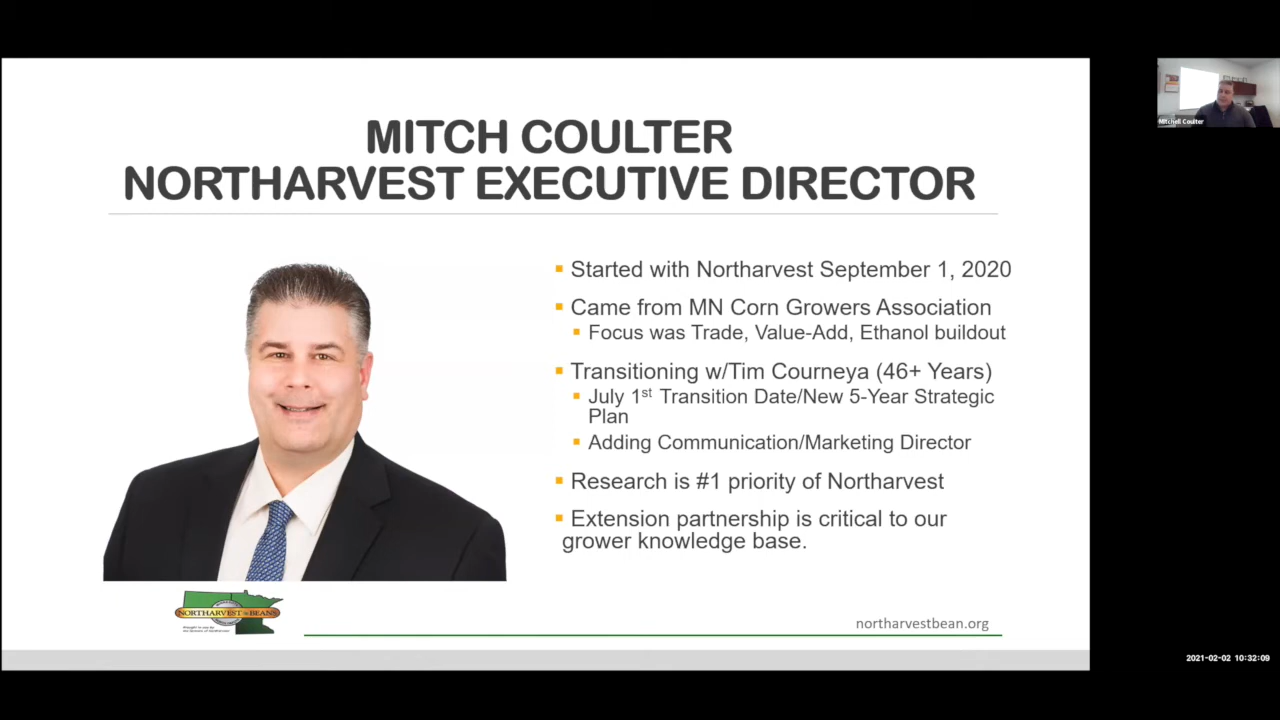 MITCH COULTER
NORTHARVEST EXECUTIVE DIRECTOR
Mitchell Coulter
Started with Northarvest September 1, 2020
Came from MN Corn Growers Association
Focus was Trade, Value-Add, Ethanol buildout
Transitioning w/Tim Courneya (46+ Years)
July 1st Transition Date/New 5-Year Strategic
Plan
Adding Communication/Marketing Director
Research is #1 priority of Northarvest
Extension partnership is critical to our
grower knowledge base.
NORTHARVEST BEANS
northarvestbean.org
2021-02-02 10:32:09